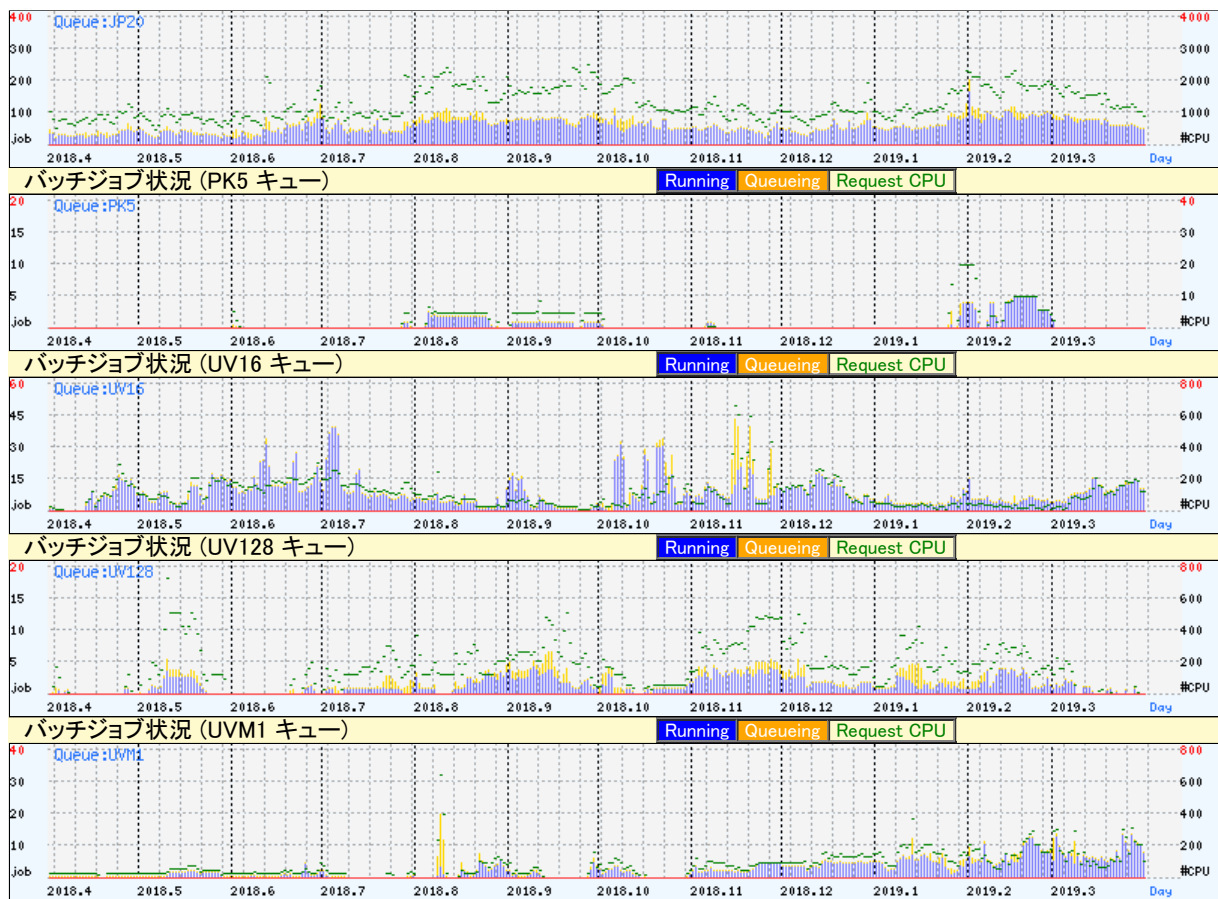 400 Queue:JP20 4000
300 3000
200 2000
100 1000
job #CPU
2018.4 2018.5 2018.6 2018.7 2018.8 2018.9 2018.10 2018.11 2018.12 2019.1 2019.2 2019.3 Day
バッチジョブ状況 (PK5 キュー) Running Queueing Request CPU
20 Queue:PK5 40
15 30
10 20
5 10
job #CPU
2018.4 2018.5 2018.6 2018.7 2018.8 2018.9 2018.10 2018.11 2018.12 2019.1 2019.2 2019.3 Day
バッチジョブ状況 (UV16 キュー) Running Queueing Request CPU
60 Queue:UV16 800
45 600
30 400
15 200
job #CPU
2018.4 2018.5 2018.6 2018.7 2018.8 2018.9 2018.10 2018.11 2018.12 2019.1 2019.2 2019.3 Day
バッチジョブ状況 (UV128 キュー) Running Queueing Request CPU
20 Queue:UV128 800
15 600
10 400
5 200
job #CPU
2018.4 2018.5 2018.6 2018.7 2018.8 2018.9 2018.10 2018.11 2018.12 2019.1 2019.2 2019.3 Day
バッチジョブ状況 (UVM1 キュー) Running Queueing Request CPU
40 Queue:UVM1 800
30 600
20 400
10 200
job #CPU
2018.4 2018.5 2018.6 2018.7 2018.8 2018.9 2018.10 2018.11 2018.12 2019.1 2019.2 2019.3 Day